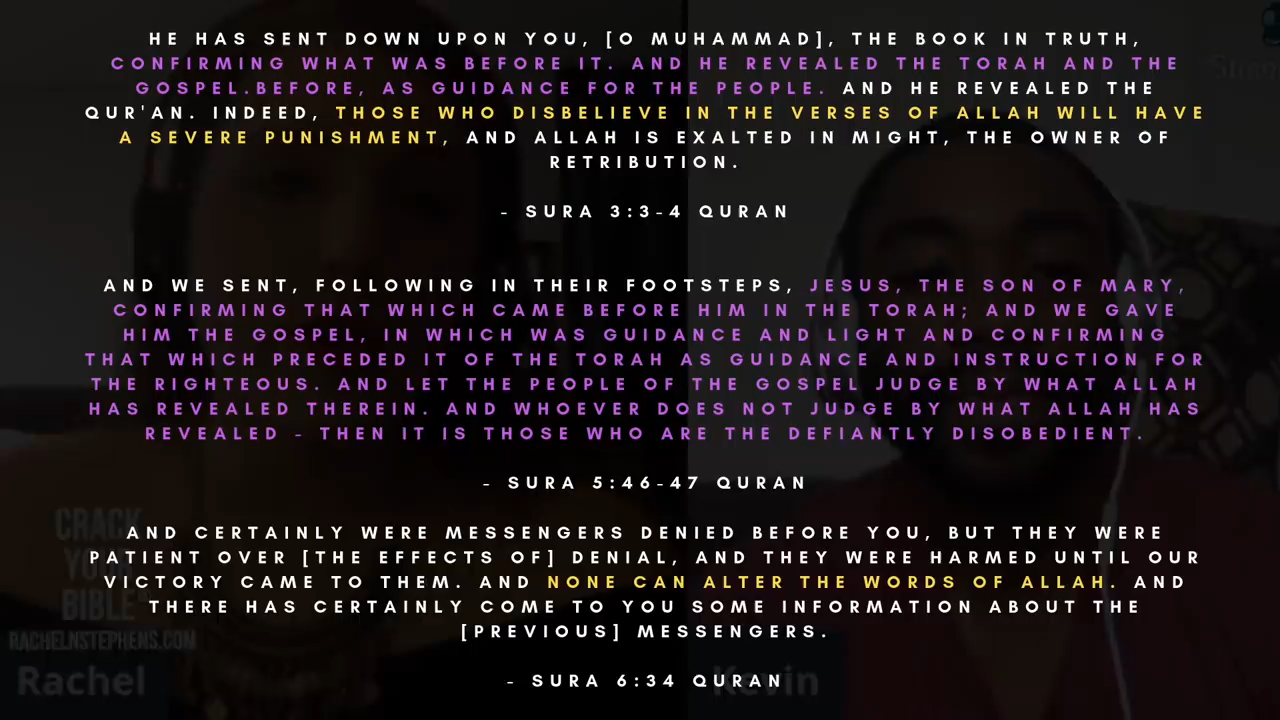 HE HAS SENT DOWN UPON YOU, [O MUHAMMAD], THE BOOK IN TRUTH,
CONFIRMING WHAT WAS BEFORE IT. AND HE REVEALED THE TORAH AND THE
GOSPEL.BEFORE, AS GUIDANCE FOR THE PEOPLE. AND HE REVEALED THE
QUR'AN. INDEED, THOSE WHO DISBELIEVE IN THE VERSES OF ALLAH WILL HAVE
A SEVERE PUNISHMENT, AND ALLAH IS EXALTED IN MIGHT, THE OWNER OF
RETRIBUTION.
- SURA 3:3-4 QURAN
AND WE SENT, FOLLOWING IN THEIR FOOTSTEPS, JESUS, THE SON OF MARY,
CONFIRMING THAT WHICH CAME BEFORE HIM IN THE TORAH; AND WE GAVE
HIM THE GOSPEL, IN WHICH WAS GUIDANCE AND LIGHT AND CONFIRMING
THAT WHICH PRECEDED IT OF THE TORAH AS GUIDANCE AND INSTRUCTION FOR
THE RIGHTEOUS. AND LET THE PEOPLE OF THE GOSPEL JUDGE BY WHAT ALLAH
HAS REVEALED THEREIN. AND WHOEVER DOES NOT JUDGE BY WHAT ALLAH HAS
REVEALED - THEN IT IS THOSE WHO ARE THE DEFIANTLY DISOBEDIENT.
- SURA 5:46-47 QURAN
AND CERTAINLY WERE MESSENGERS DENIED BEFORE YOU, BUT THEY WERE
PATIENT OVER [THE EFFECTS OF] DENIAL, AND THEY WERE HARMED UNTIL OUR
VICTORY CAME TO THEM. AND NONE CAN ALTER THE WORDS OF ALLAH. AND
THERE HAS CERTAINLY COME TO YOU SOME INFORMATION ABOUT THE
[PREVIOUS] MESSENGERS.
- SURA 6:34 QURAN
CRACK
YOUR
BIBLE
RACHELNSTEPHENS.COM
Rachel
Kevin